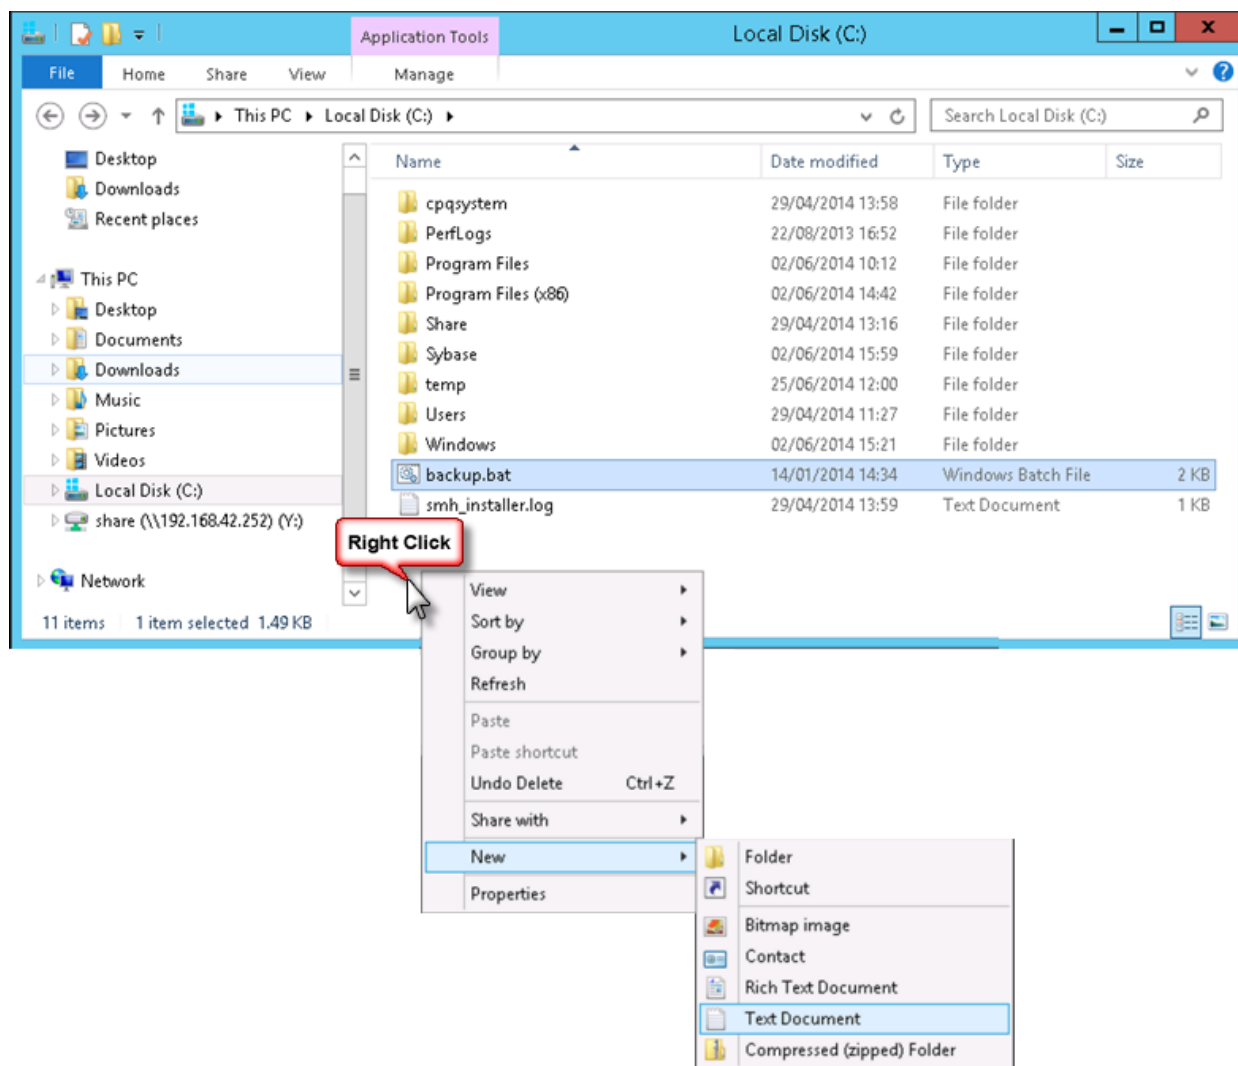 Application Tools
Local Disk (C:)
File Home Share View Manage
This PC Local Disk (C:)
Search Local Disk (C:)
Desktop
Downloads
Recent places
This PC
Desktop
Documents
Downloads
Music
Pictures
Videos
Local Disk (C:)
share (\\192.168.42.252) (Y:)
Network
Name Date modified Type Size
cpqsystem 29/04/2014 13:58 File folder
PerfLogs 22/08/2013 16:52 File folder
Program Files 02/06/2014 10:12 File folder
Program Files (x86) 02/06/2014 14:42 File folder
Share 29/04/2014 13:16 File folder
Sybase 02/06/2014 15:59 File folder
temp 25/06/2014 12:00 File folder
Users 29/04/2014 11:27 File folder
Windows 02/06/2014 15:21 File folder
backup.bat 14/01/2014 14:34 Windows Batch File 2 KB
smh_installer.log 29/04/2014 13:59 Text Document 1 KB
Right Click
11 items 1 item selected 1.49 KB
View
Sort by
Group by
Refresh
Paste
Paste shortcut
Undo Delete Ctrl+Z
Share with
New
Properties
Folder
Shortcut
Bitmap image
Contact
Rich Text Document
Text Document
Compressed (zipped) Folder